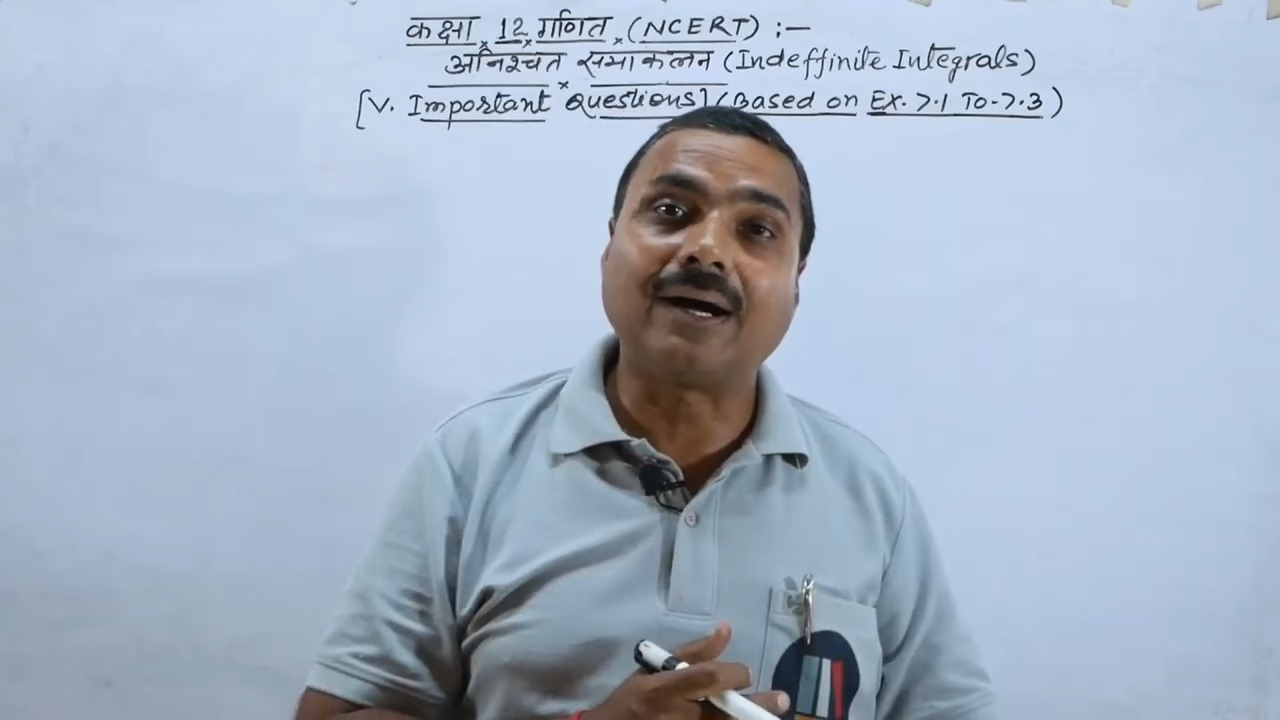 कक्षा 12 गणित (NCERT) :-
अनिश्चत समाकलन (Indeffinite Integrals)
[V. Important Questions] (Based on Ex. 7.1 To 7.3)